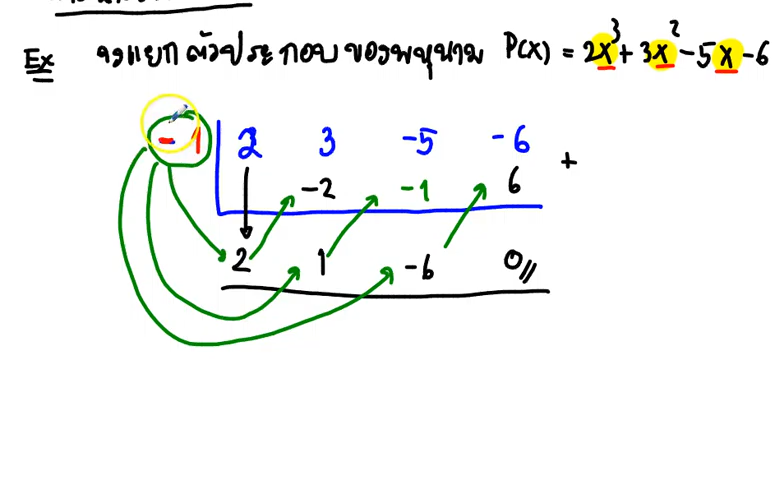 Ex จงแยกตัวประกอบของพหุนาม P(x) = 2x³ + 3x² - 5x - 6
-1 2 3 -5 -6 +
-2 -1 6
2 1 -6 0//